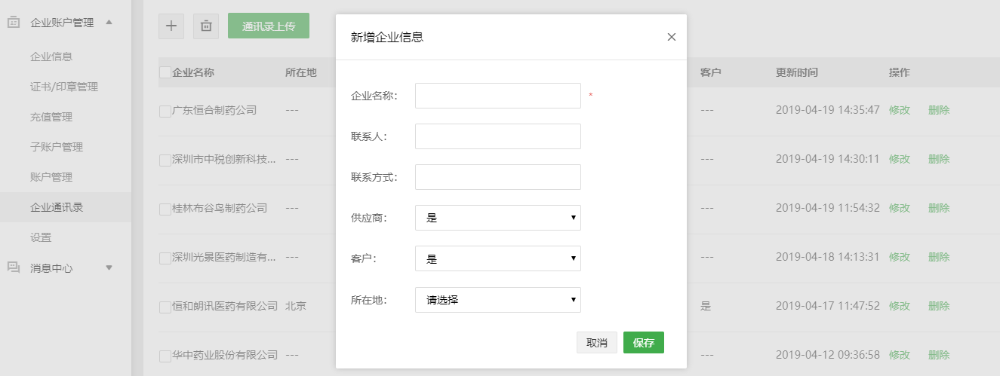 企业账户管理
企业信息
证书/印章管理
充值管理
子账户管理
账户管理
企业通讯录
设置
消息中心
通讯录上传
企业名称 所在地 客户 更新时间 操作
广东恒合制药公司 --- --- 2019-04-19 14:35:47 修改 删除
深圳市中税创新科技... --- --- 2019-04-19 14:30:11 修改 删除
桂林布谷鸟制药公司 --- --- 2019-04-19 11:54:32 修改 删除
深圳光景医药制造有... --- --- 2019-04-18 14:13:31 修改 删除
恒和朗讯医药有限公司 北京 是 2019-04-17 11:47:52 修改 删除
华中药业股份有限公司 --- --- 2019-04-12 09:36:58 修改 删除
新增企业信息
企业名称： *
联系人：
联系方式：
供应商： 是
客户： 是
所在地： 请选择
取消 保存